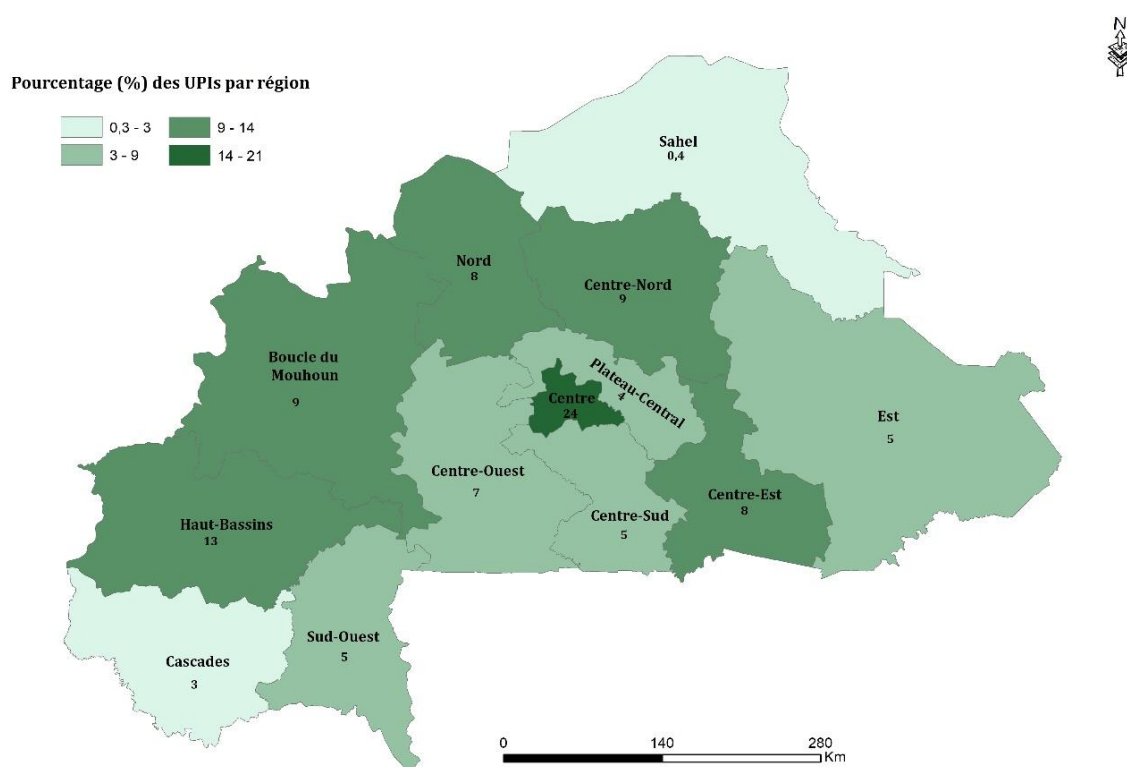 N
Pourcentage (%) des UPIs par région
0,3 - 3
9 - 14
3 - 9
14 - 21
Sahel
0,4
Nord
8
Centre-Nord
9
Boucle du
Mouhoun
9
Plateau-Central
4
Centre
24
Est
5
Centre-Ouest
7
Centre-Est
8
Centre-Sud
5
Haut-Bassins
13
Sud-Ouest
5
Cascades
3
0
140
280
Km